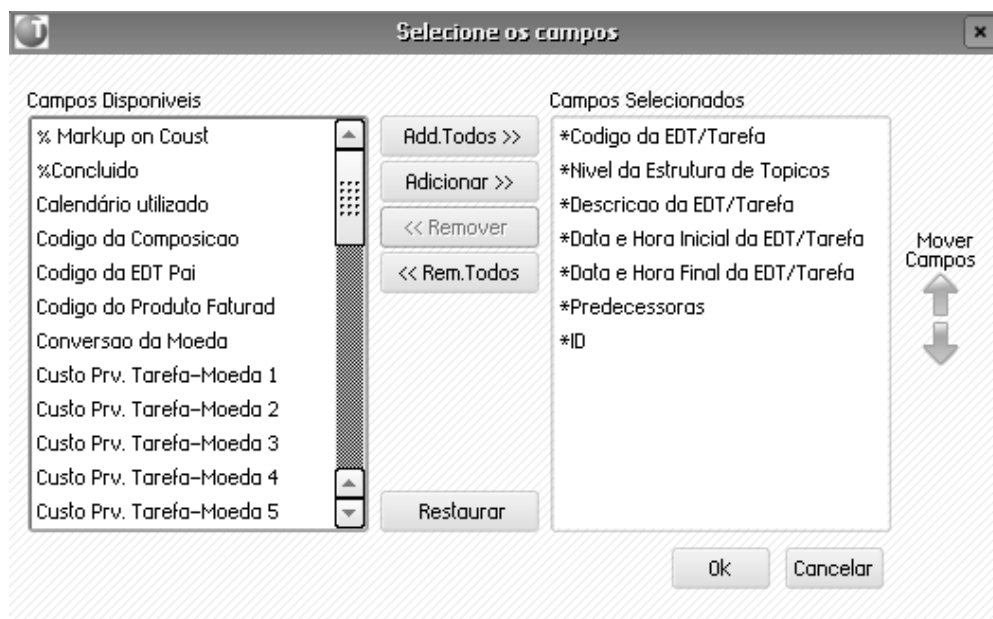 T
Selecione os campos
Campos Disponiveis
% Markup on Coust
%Concluido
Calendário utilizado
Codigo da Composicao
Codigo da EDT Pai
Codigo do Produto Faturad
Conversao da Moeda
Custo Prv. Tarefa-Moeda 1
Custo Prv. Tarefa-Moeda 2
Custo Prv. Tarefa-Moeda 3
Custo Prv. Tarefa-Moeda 4
Custo Prv. Tarefa-Moeda 5
Add.Todos >>
Adicionar >>
<< Remover
<< Rem.Todos
Restaurar
Campos Selecionados
*Codigo da EDT/Tarefa
*Nivel da Estrutura de Topicos
*Descricao da EDT/Tarefa
*Data e Hora Inicial da EDT/Tarefa
*Data e Hora Final da EDT/Tarefa
*Predecessoras
*ID
Mover
Campos
Ok
Cancelar